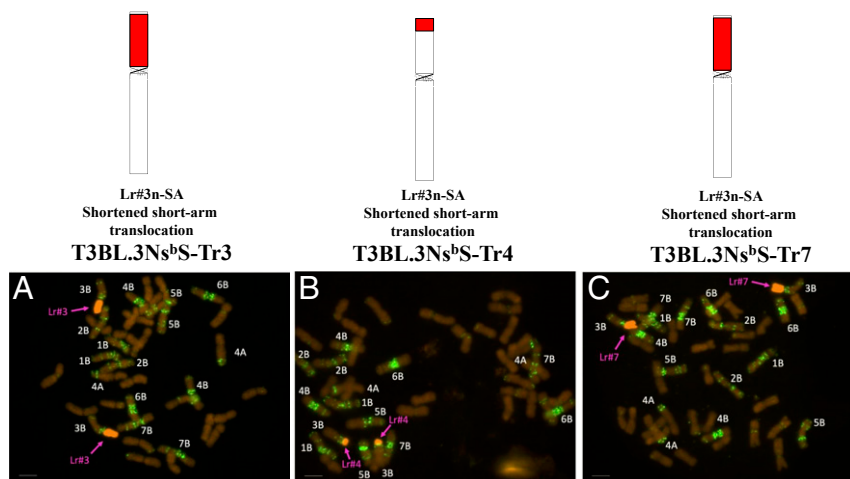 Lr#3n-SA
Shortened short-arm
translocation
T3BL.3NsᵇS-Tr3
Lr#3n-SA
Shortened short-arm
translocation
T3BL.3NsᵇS-Tr4
Lr#3n-SA
Shortened short-arm
translocation
T3BL.3NsᵇS-Tr7
A
3B
4B
5B
6B
Lr#3
5B
2B
1B
1B
2B
4A
4A
4B
6B
3B
7B
7B
Lr#3
B
4B
2B
4A
7B
6B
2B
4A
4B
1B
5B
Lr#4
6B
3B
1B
7B
Lr#4
5B
3B
C
Lr#7
3B
7B
6B
1B
7B
2B
3B
6B
4B
Lr#7
1B
5B
2B
4A
4B
5B
4A